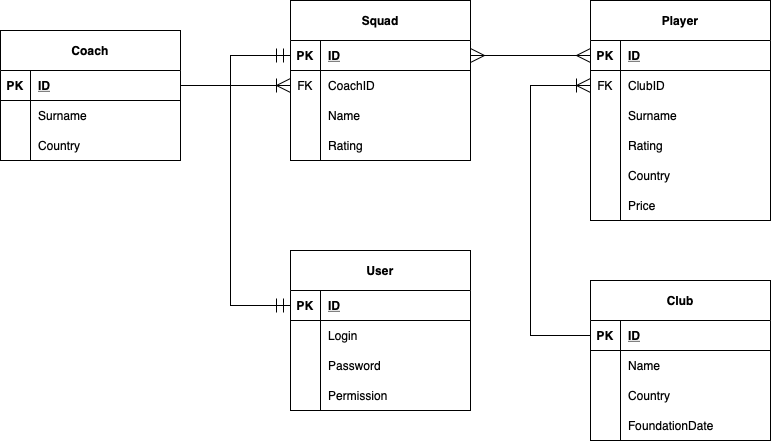 Coach
PK ID
Surname
Country
Squad
PK ID
FK CoachID
Name
Rating
Player
PK ID
FK ClubID
Surname
Rating
Country
Price
User
PK ID
Login
Password
Permission
Club
PK ID
Name
Country
FoundationDate